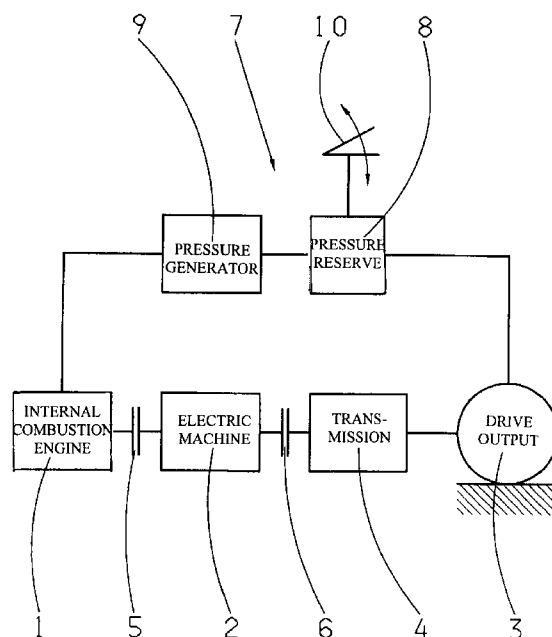 9
7
10
8
PRESSURE
GENERATOR
PRESSURE
RESERVE
INTERNAL
COMBUSTION
ENGINE
ELECTRIC
MACHINE
TRANS-
MISSION
DRIVE
OUTPUT
1
5
2
6
4
3